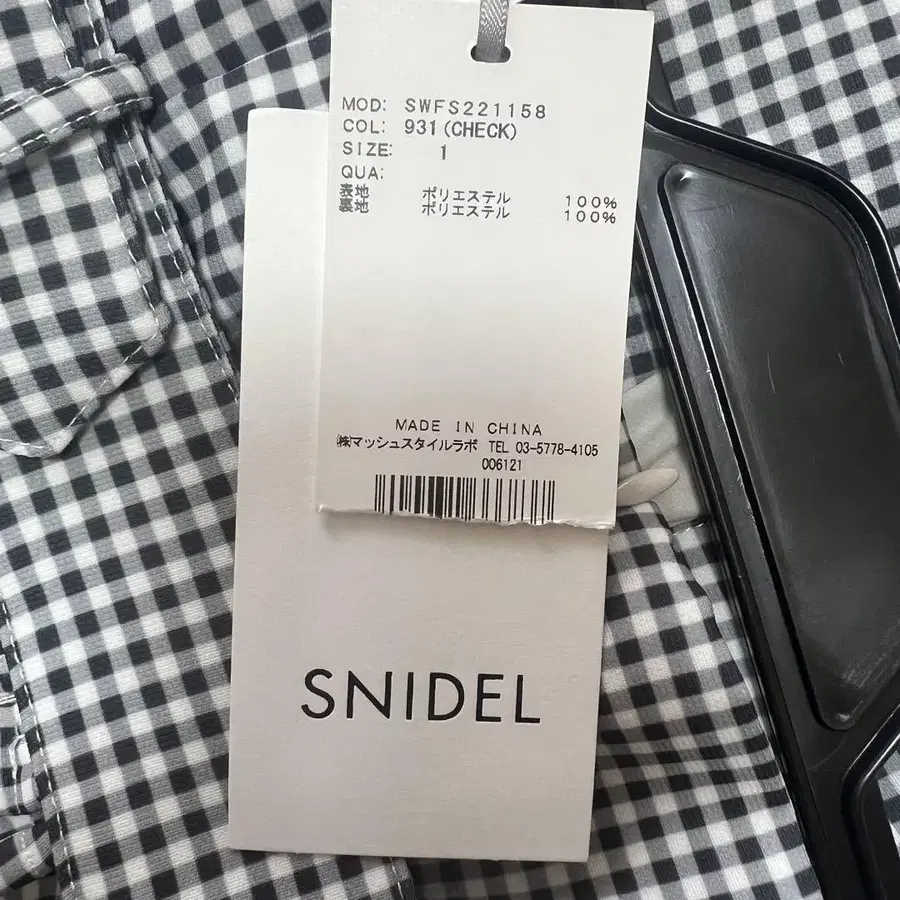 MOD: SWFS221158
COL: 931(CHECK)
SIZE: 1
QUA:
表地 ポリエステル 100%
裏地 ポリエステル 100%
MADE IN CHINA
㈱マッシュスタイルラボ TEL 03-5778-4105
006121
SNIDEL